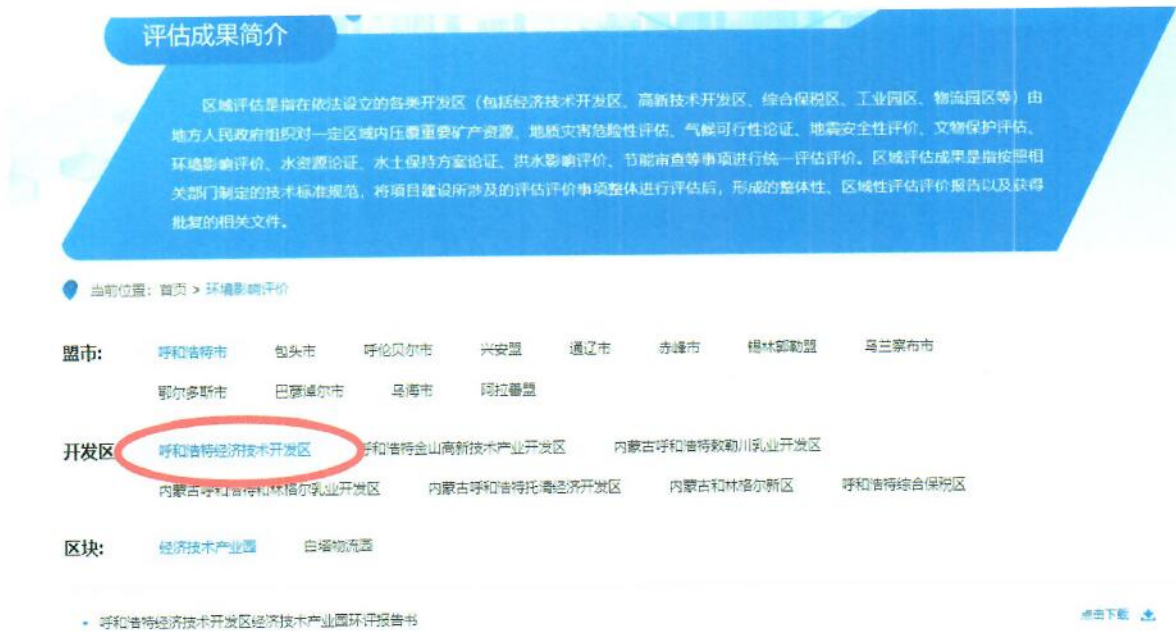 评估成果简介
区域评估是指在依法设立的各类开发区（包括经济技术开发区、高新技术开发区、综合保税区、工业园区、物流园区等）由
地方人民政府组织对一定区域内压覆重要矿产资源、地质灾害危险性评估、气候可行性论证、地震安全性评价、文物保护评估、
环境影响评价、水资源论证、水土保持方案论证、洪水影响评价、节能审查等事项进行统一评估评价。区域评估成果是指按照相
关部门制定的技术标准规范，将项目建设所涉及的评估评价事项整体进行评估后，形成的整体性、区域性评估评价报告以及获得
批复的相关文件。
当前位置：首页 > 环境影响评价
盟市: 呼和浩特市 包头市 呼伦贝尔市 兴安盟 通辽市 赤峰市 锡林郭勒盟 乌兰察布市
鄂尔多斯市 巴彦淖尔市 乌海市 阿拉善盟
开发区 呼和浩特经济技术开发区 呼和浩特金山高新技术产业开发区 内蒙古呼和浩特敕勒川乳业开发区
内蒙古呼和浩特和林格尔乳业开发区 内蒙古呼和浩特托清经济开发区 内蒙古和林格尔新区 呼和浩特综合保税区
区块: 经济技术产业园 白塔物流园
• 呼和浩特经济技术开发区经济技术产业园环评报告书 点击下载